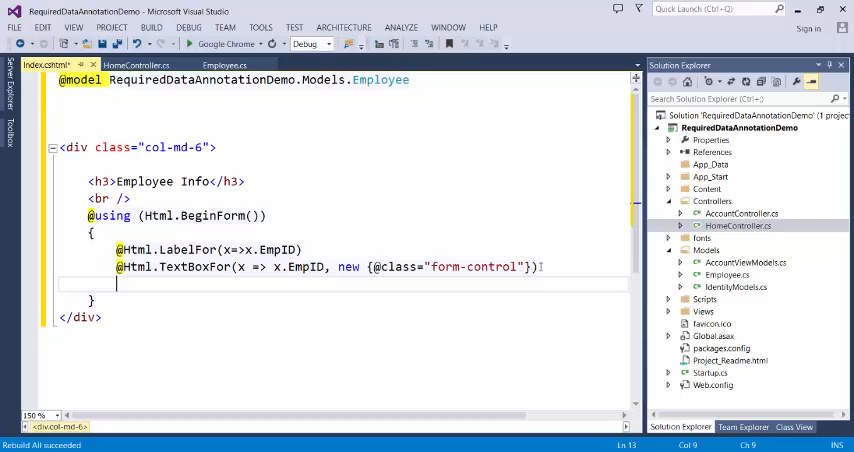 RequiredDataAnnotationDemo - Microsoft Visual Studio
Quick Launch (Ctrl+Q)
FILE EDIT VIEW PROJECT BUILD DEBUG TEAM TOOLS TEST ARCHITECTURE ANALYZE WINDOW HELP
Sign in
Google Chrome Debug
Server Explorer
Toolbox
Index.cshtml* HomeController.cs Employee.cs
@model RequiredDataAnnotationDemo.Models.Employee
<div class="col-md-6">
<h3>Employee Info</h3>
<br />
@using (Html.BeginForm())
{
@Html.LabelFor(x=>x.EmpID)
@Html.TextBoxFor(x => x.EmpID, new {@class="form-control"})
}
</div>
150 %
<div.col-md-6>
Solution Explorer
Search Solution Explorer (Ctrl+;)
Solution 'RequiredDataAnnotationDemo' (1 project
RequiredDataAnnotationDemo
Properties
References
App_Data
App_Start
Content
Controllers
AccountController.cs
HomeController.cs
fonts
Models
AccountViewModels.cs
Employee.cs
IdentityModels.cs
Scripts
Views
favicon.ico
Global.asax
packages.config
Project_Readme.html
Startup.cs
Web.config
Solution Explorer Team Explorer Class View
Rebuild All succeeded Ln 13 Col 9 Ch 9 INS